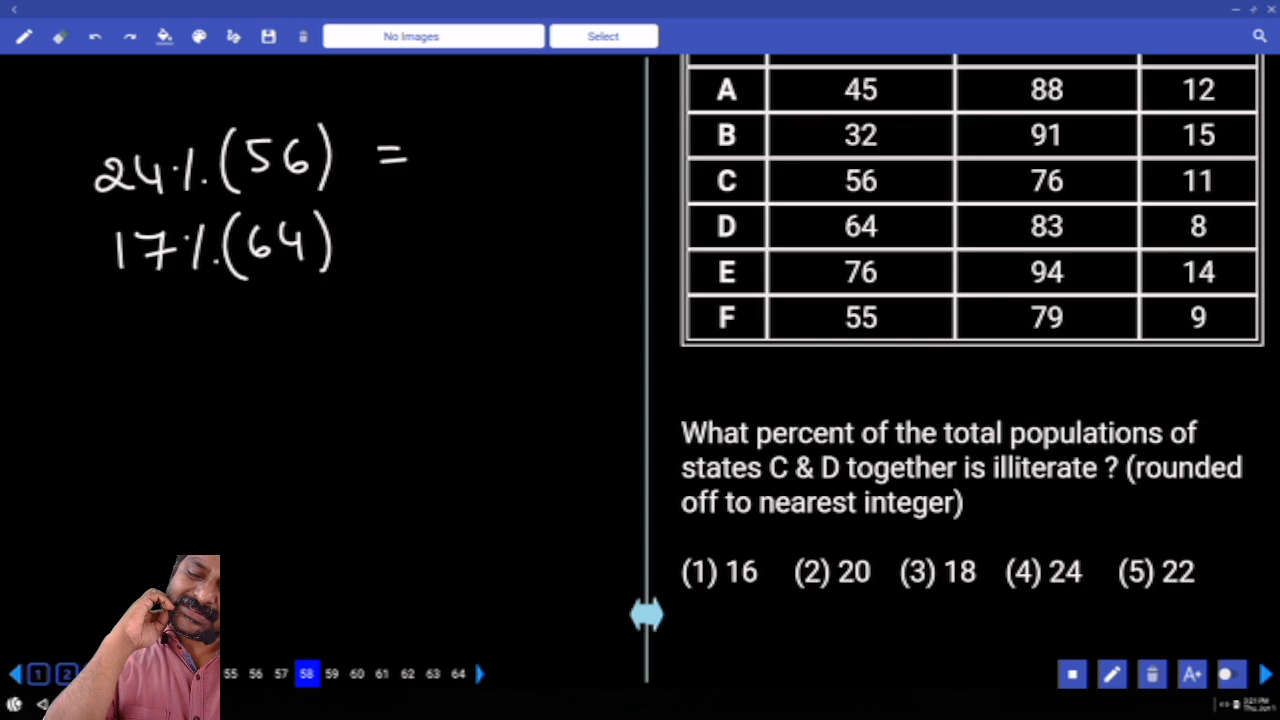 No Images
Select
24%(56) =
17%(64)
A 45 88 12
B 32 91 15
C 56 76 11
D 64 83 8
E 76 94 14
F 55 79 9
What percent of the total populations of
states C & D together is illiterate ? (rounded
off to nearest integer)
(1) 16 (2) 20 (3) 18 (4) 24 (5) 22
1 2 55 56 57 58 59 60 61 62 63 64
A+
3:21 PM